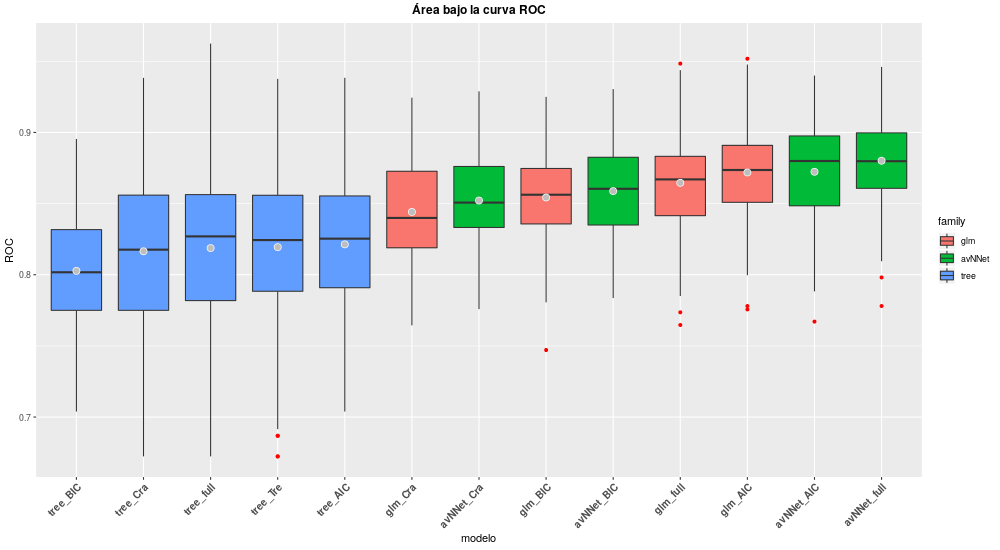 Área bajo la curva ROC
ROC
0.9
0.8
0.7
tree_BIC
tree_Cra
tree_full
tree_Tre
tree_AIC
glm_Cra
avNNet_Cra
glm_BIC
avNNet_BIC
glm_full
glm_AIC
avNNet_AIC
avNNet_full
modelo
family
glm
avNNet
tree